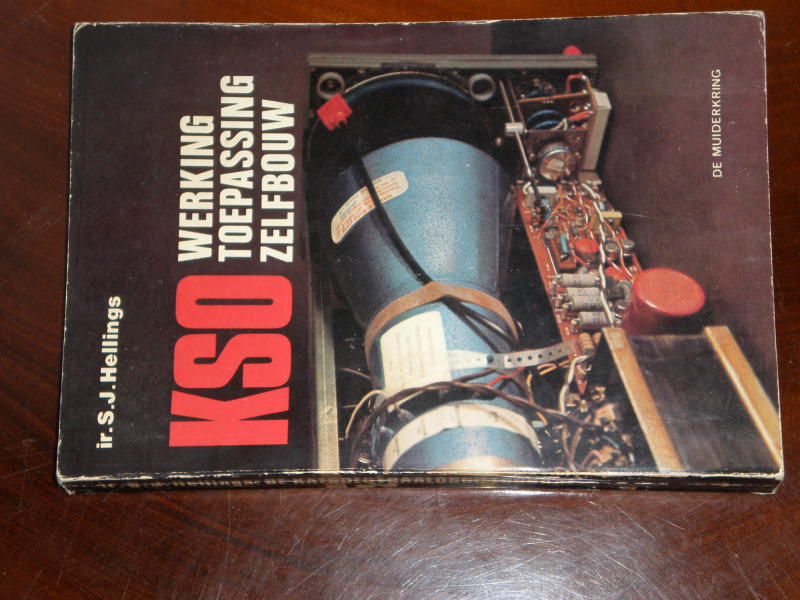 ir. S.J. Hellings
KSO
WERKING
TOEPASSING
ZELFBOUW
DE MUIDERKRING